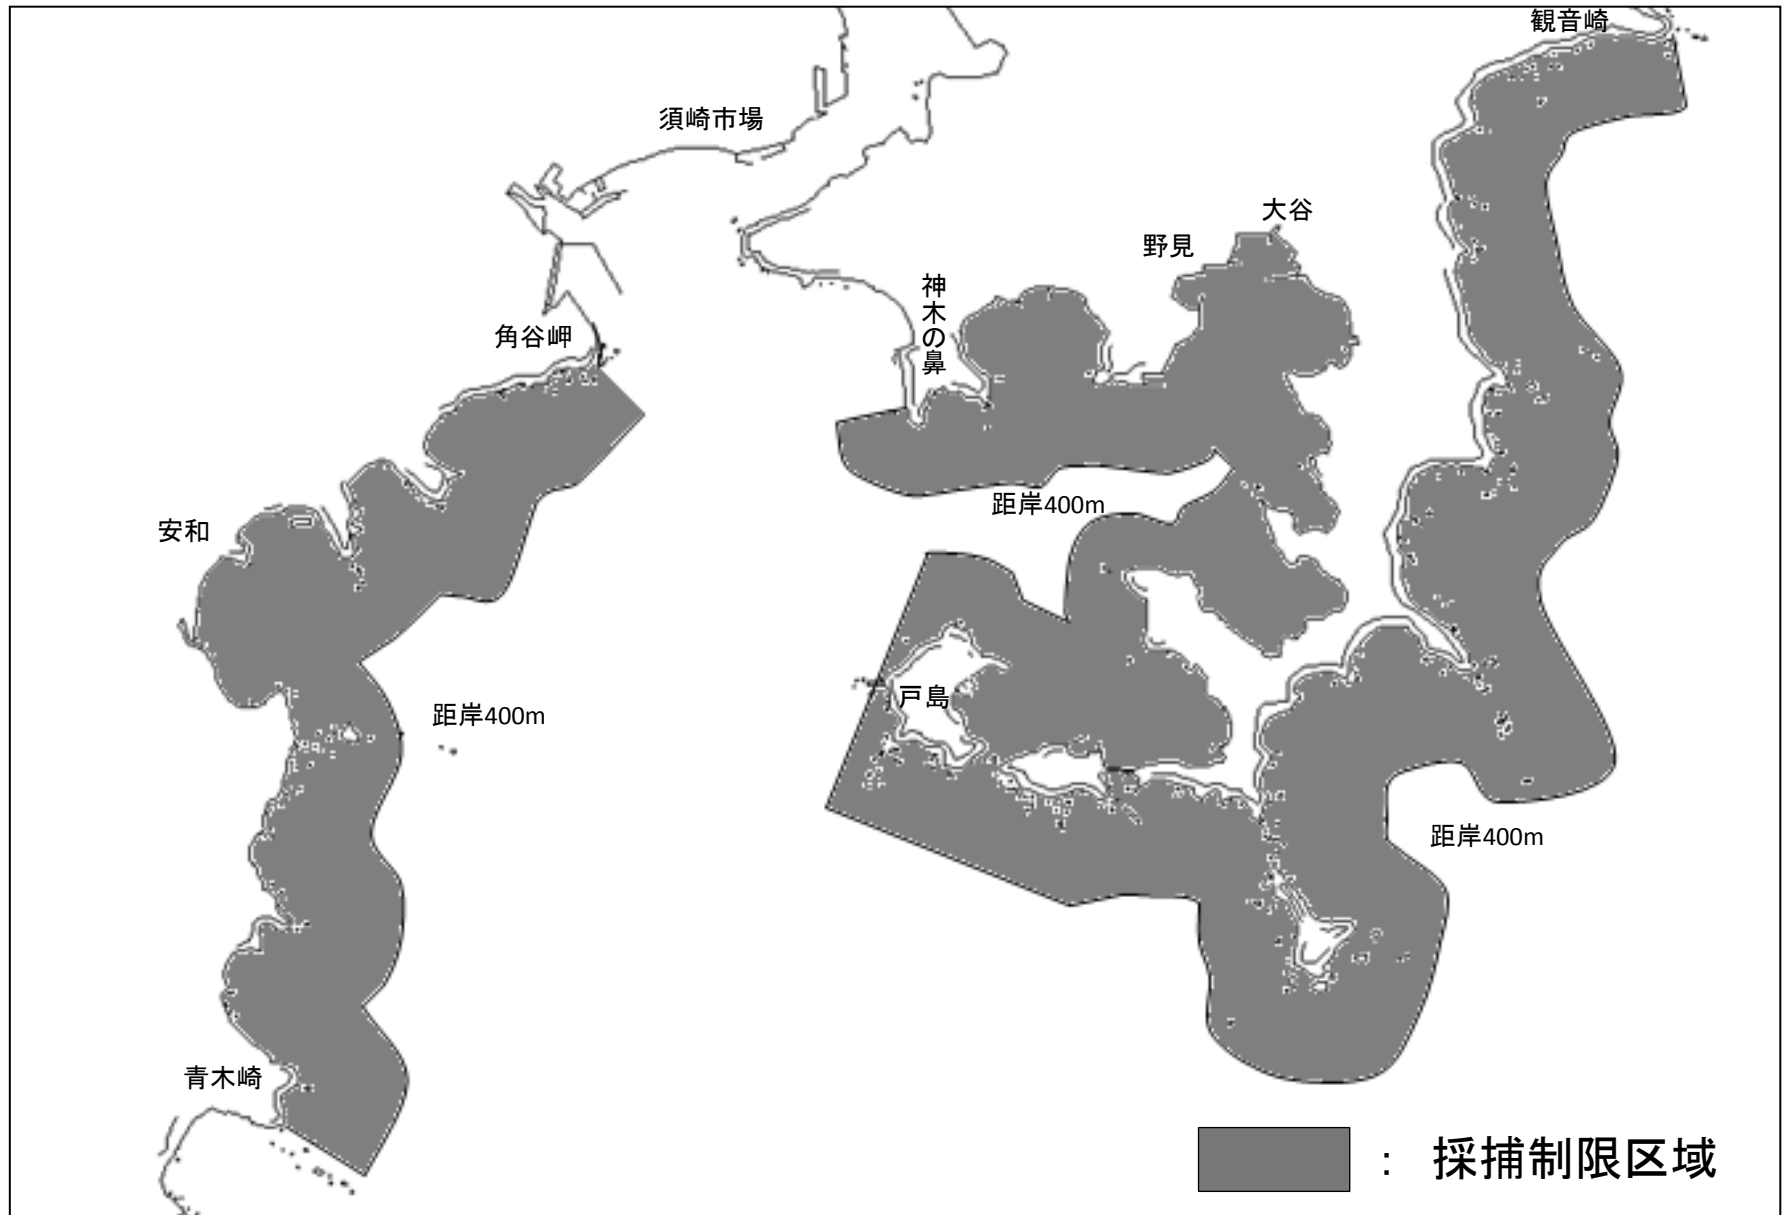 観音崎
須崎市場
大谷
野見
神木の鼻
角谷岬
距岸400m
安和
戸島
距岸400m
距岸400m
青木崎
： 採捕制限区域